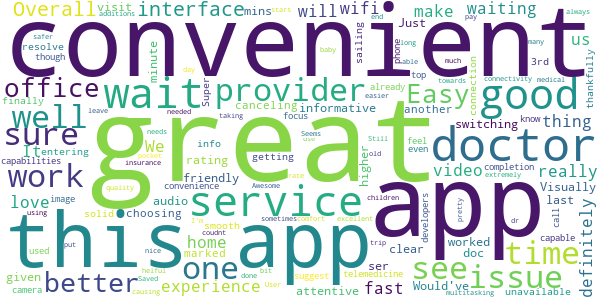 Overall visit additions stars
convenient
interface mins will wifi make waiting us
safer resolve though minute Super
canceling informative
sailing phone long end top pay able
much many 3rd always
office wait provider Easy good
finally already another
connection connectivity towards easier medical
thankfully
well day baby
leave needed taking focus Seems use Still
feel even switching know thing
great
sure It entering We info getting
rating higher old
doctor
capabilities needs insurance pocket friendly
convenience Awesome rate children
video completion extremely really
work quality service app
Visually
love image audio choosing solid
using put nice
I'm sometimes comfort excellent
developers pretty dr
call last capable definitely
this app
home smooth trip clear worked doc
time
used marked ser
see issue
better one
helpful Saved done bit
suggest telemedicine
fast Would've
given camera experience causing User
attentive multitasking unavailable
coudnt